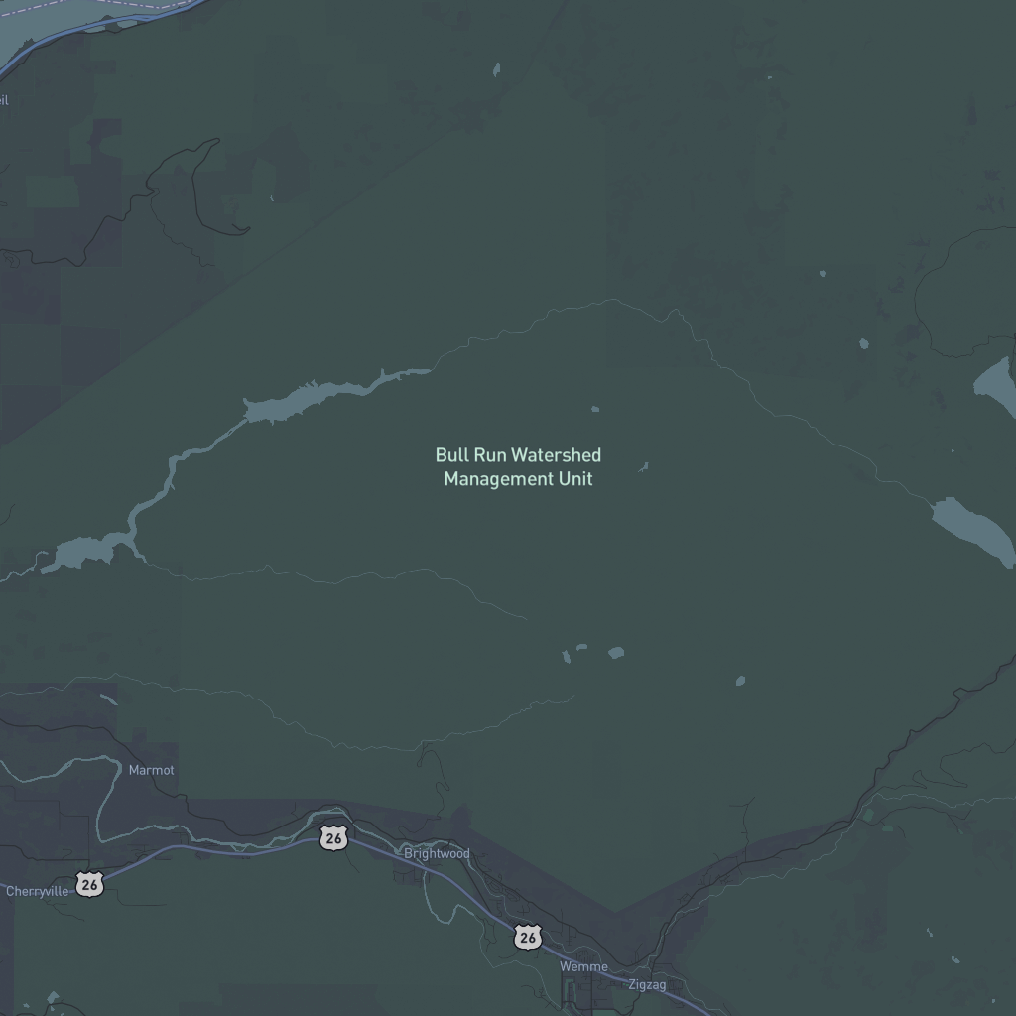 Bull Run Watershed
Management Unit
Marmot
26
Brightwood
26
Cherryville
26
Wemme
Zigzag